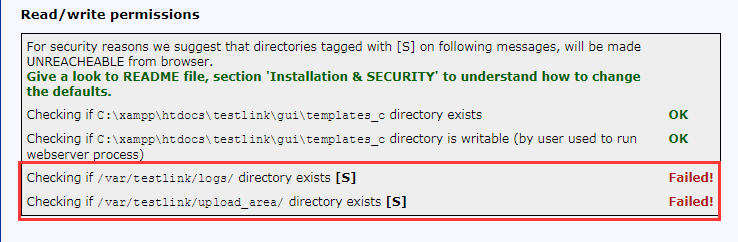 Read/write permissions
For security reasons we suggest that directories tagged with [S] on following messages, will be made
UNREACHEABLE from browser.
Give a look to README file, section 'Installation & SECURITY' to understand how to change
the defaults.
Checking if C:\xampp\htdocs\testlink\gui\templates_c directory exists OK
Checking if C:\xampp\htdocs\testlink\gui\templates_c directory is writable (by user used to run OK
webserver process)
Checking if /var/testlink/logs/ directory exists [S] Failed!
Checking if /var/testlink/upload_area/ directory exists [S] Failed!